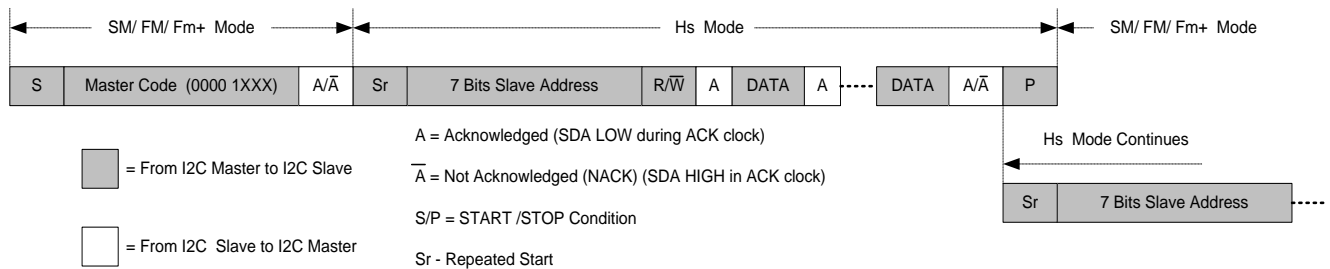 SM/ FM/ Fm+ Mode
Hs Mode
SM/ FM/ Fm+ Mode
S Master Code (0000 1XXX) A/A̅ Sr 7 Bits Slave Address R/W̅ A DATA A DATA A/A̅ P
A = Acknowledged (SDA LOW during ACK clock)
Hs Mode Continues
= From I2C Master to I2C Slave
A̅ = Not Acknowledged (NACK) (SDA HIGH in ACK clock)
Sr 7 Bits Slave Address
S/P = START /STOP Condition
= From I2C Slave to I2C Master
Sr - Repeated Start